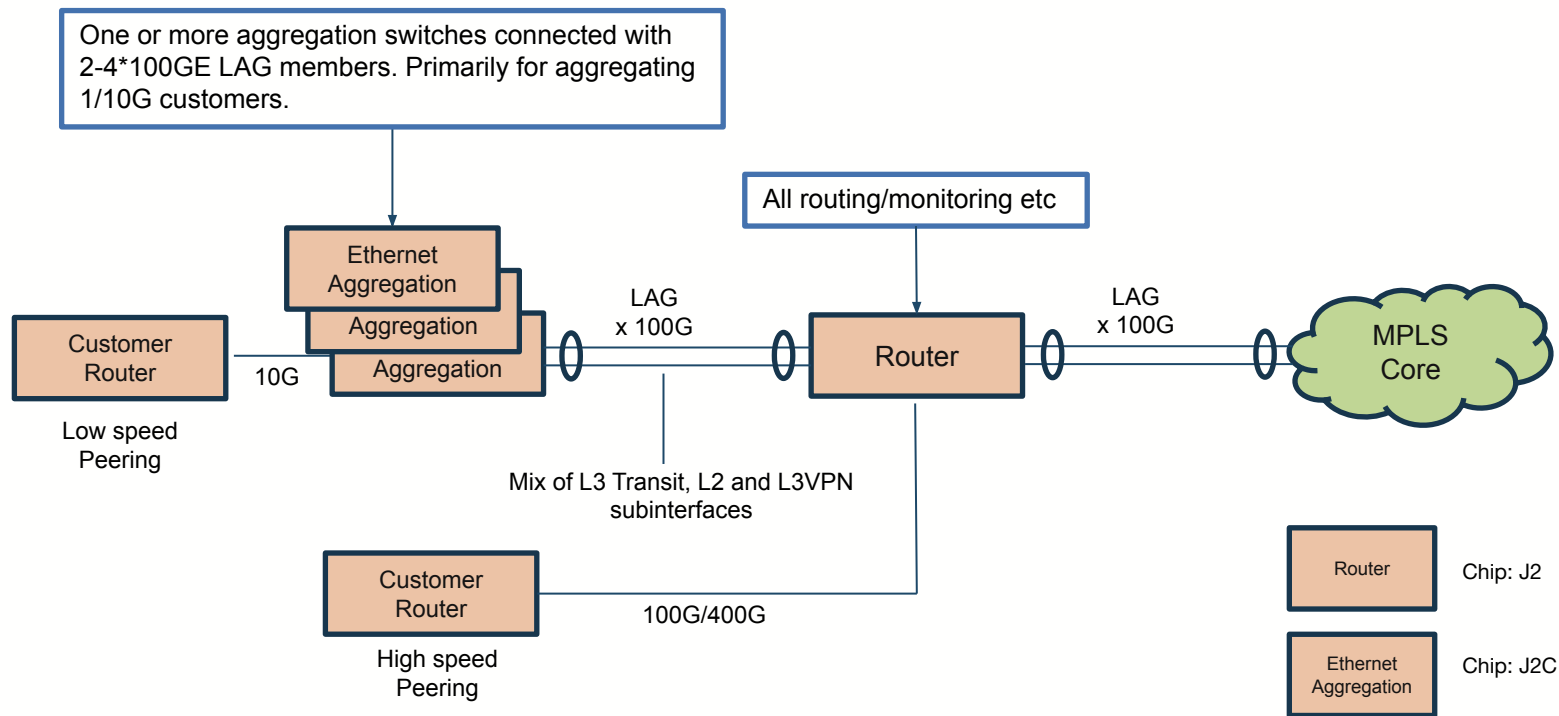 One or more aggregation switches connected with
2-4*100GE LAG members. Primarily for aggregating
1/10G customers.
All routing/monitoring etc
Ethernet
Aggregation
Aggregation
Aggregation
Customer
Router
10G
Low speed
Peering
LAG
x 100G
Router
LAG
x 100G
MPLS
Core
Mix of L3 Transit, L2 and L3VPN
subinterfaces
Customer
Router
100G/400G
High speed
Peering
Router
Chip: J2
Ethernet
Aggregation
Chip: J2C